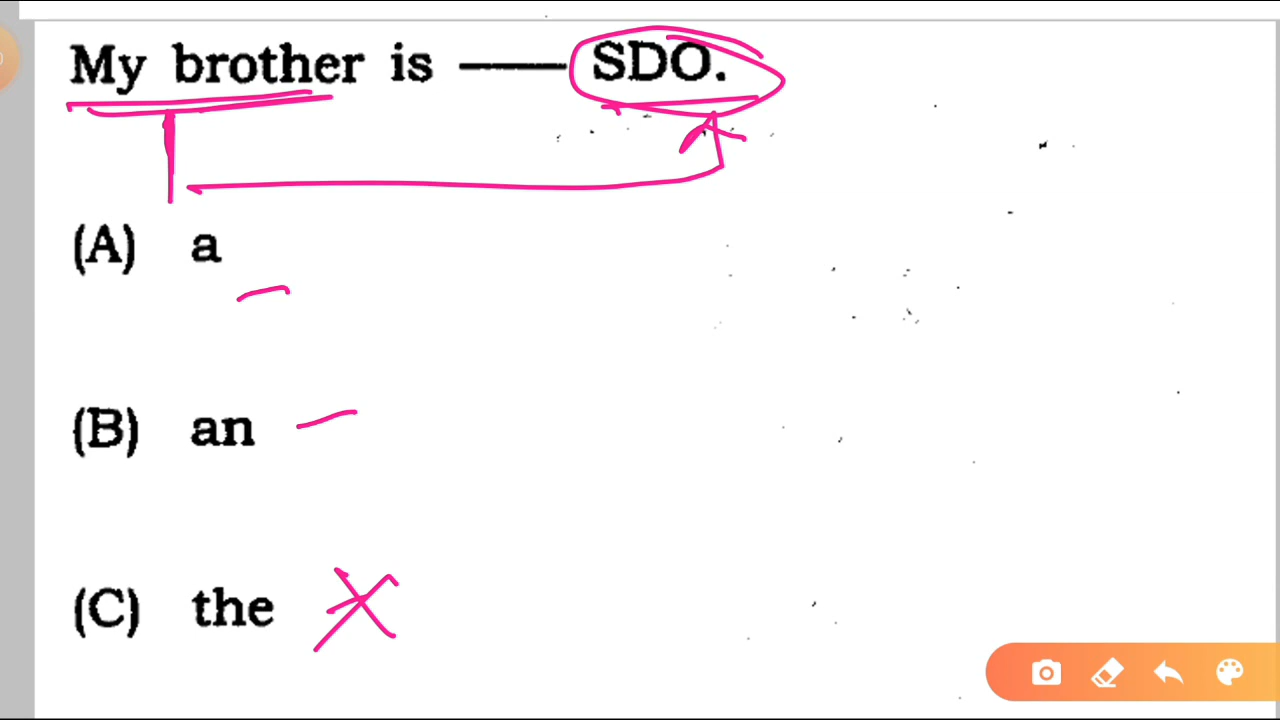 My brother is —— SDO.
(A) a
(B) an
(C) the